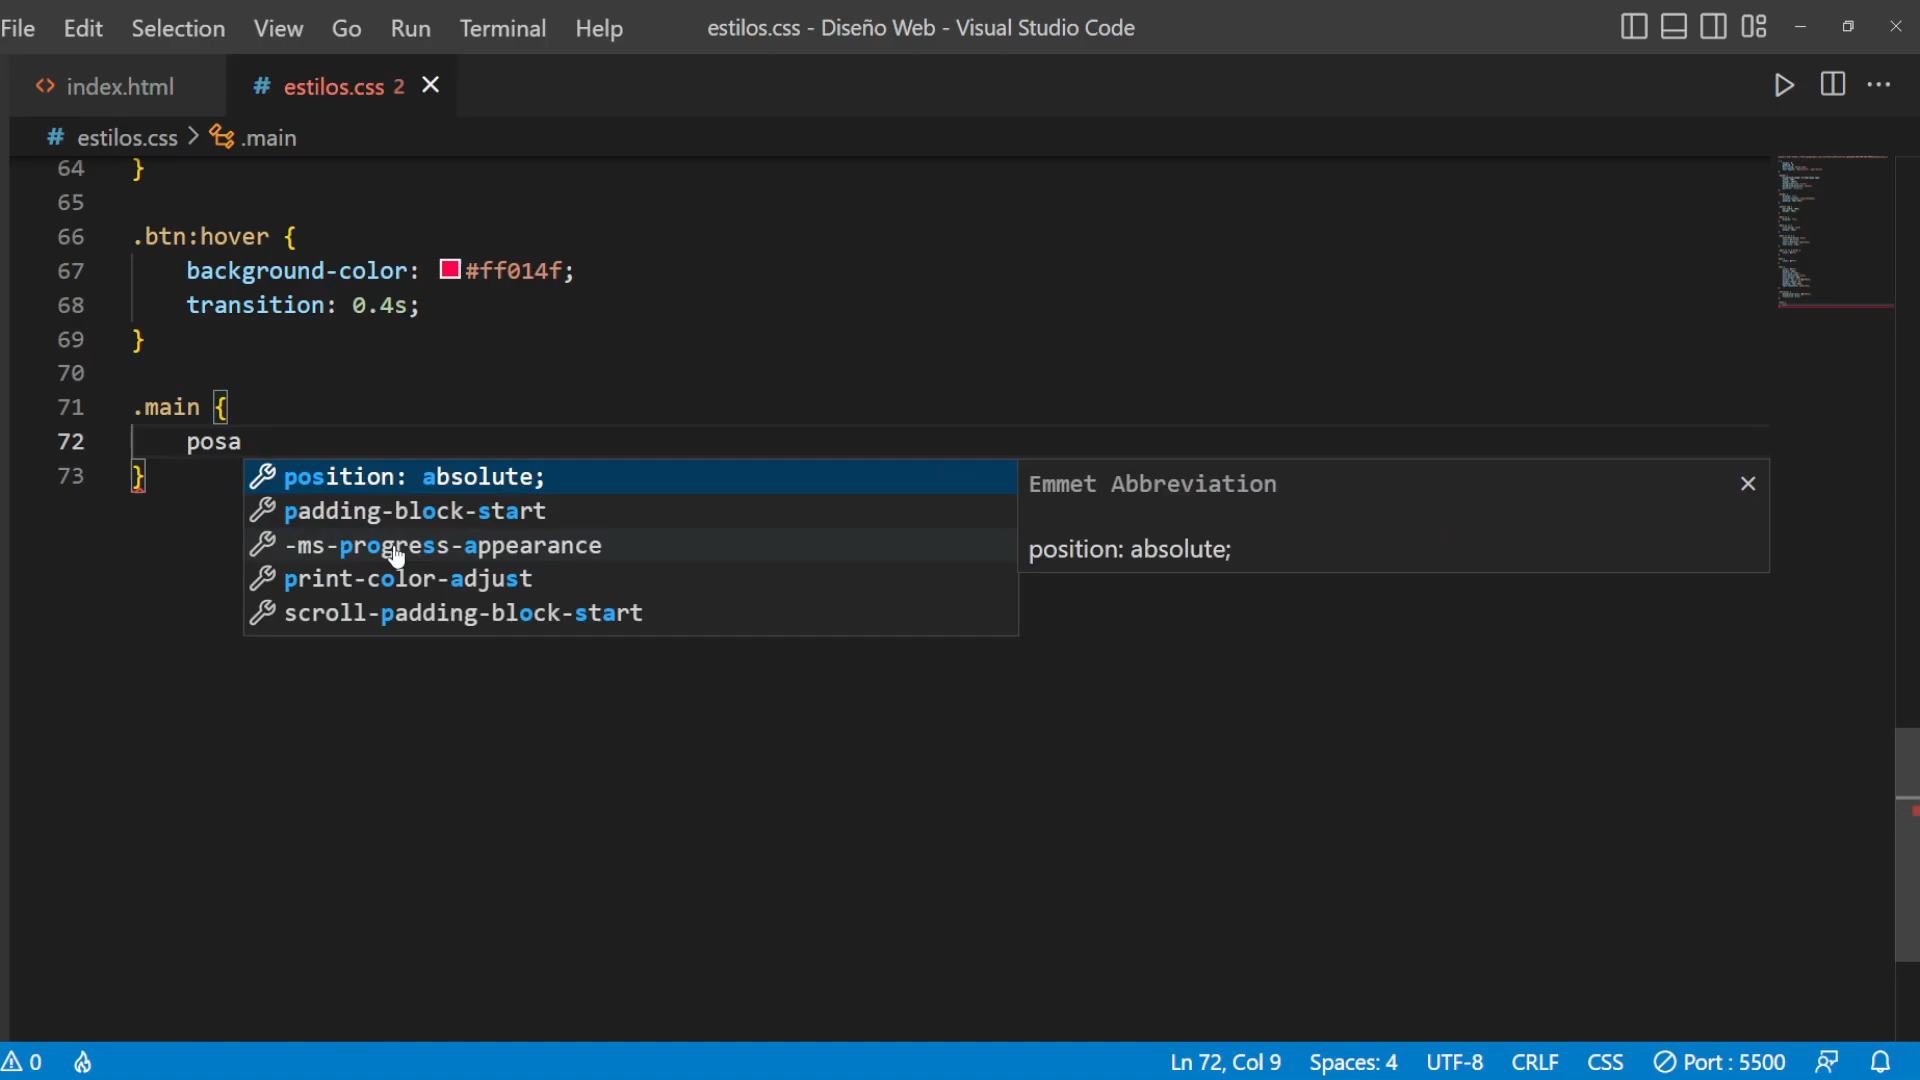 File Edit Selection View Go Run Terminal Help estilos.css - Diseño Web - Visual Studio Code
<> index.html # estilos.css 2
# estilos.css > .main
64 }
65
66 .btn:hover {
67 background-color: #ff014f;
68 transition: 0.4s;
69 }
70
71 .main {
72 posa
73 }
position: absolute;
padding-block-start
-ms-progress-appearance
print-color-adjust
scroll-padding-block-start
Emmet Abbreviation
position: absolute;
0 Ln 72, Col 9 Spaces: 4 UTF-8 CRLF CSS Port : 5500